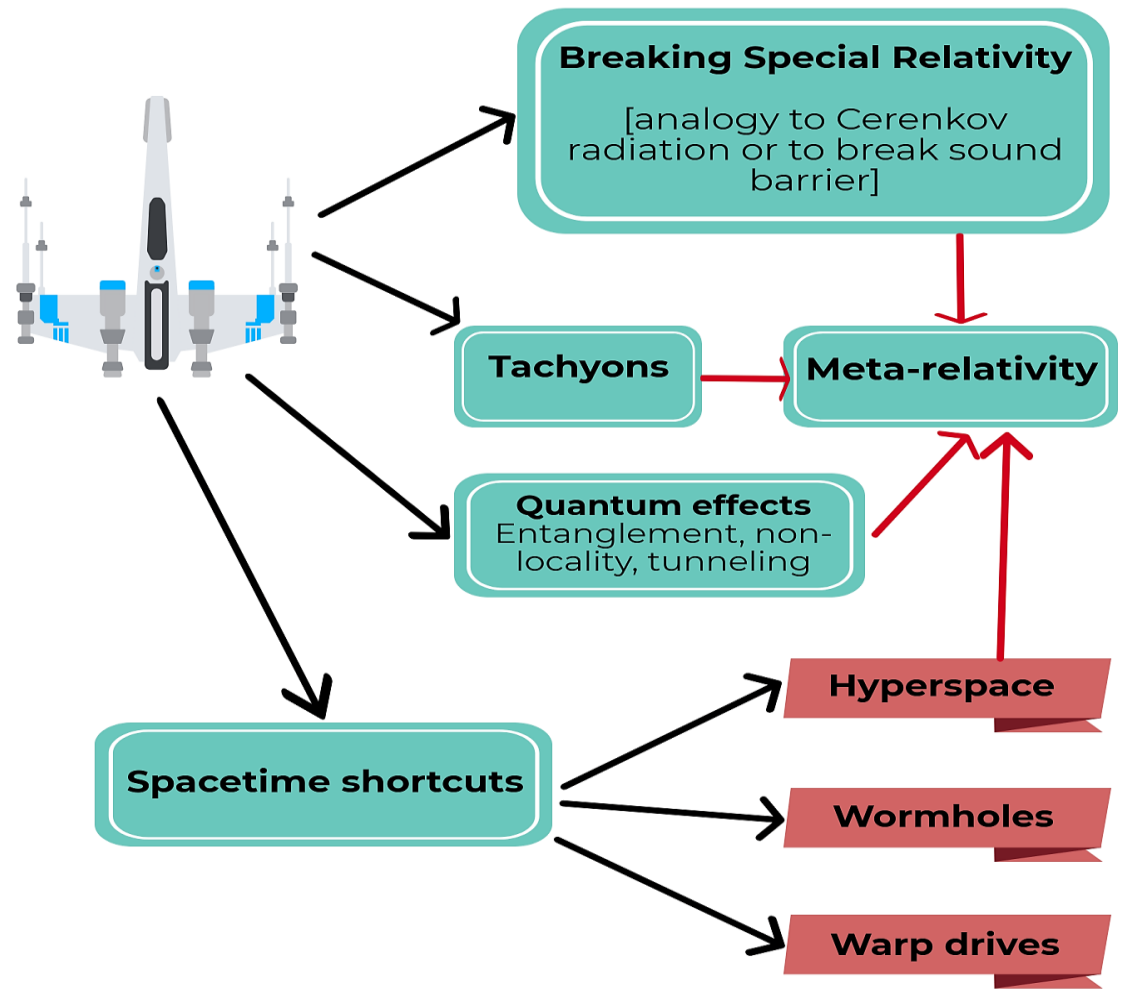 Breaking Special Relativity
[analogy to Cerenkov
radiation or to break sound
barrier]
Tachyons
Meta-relativity
Quantum effects
Entanglement, non-
locality, tunneling
Spacetime shortcuts
Hyperspace
Wormholes
Warp drives